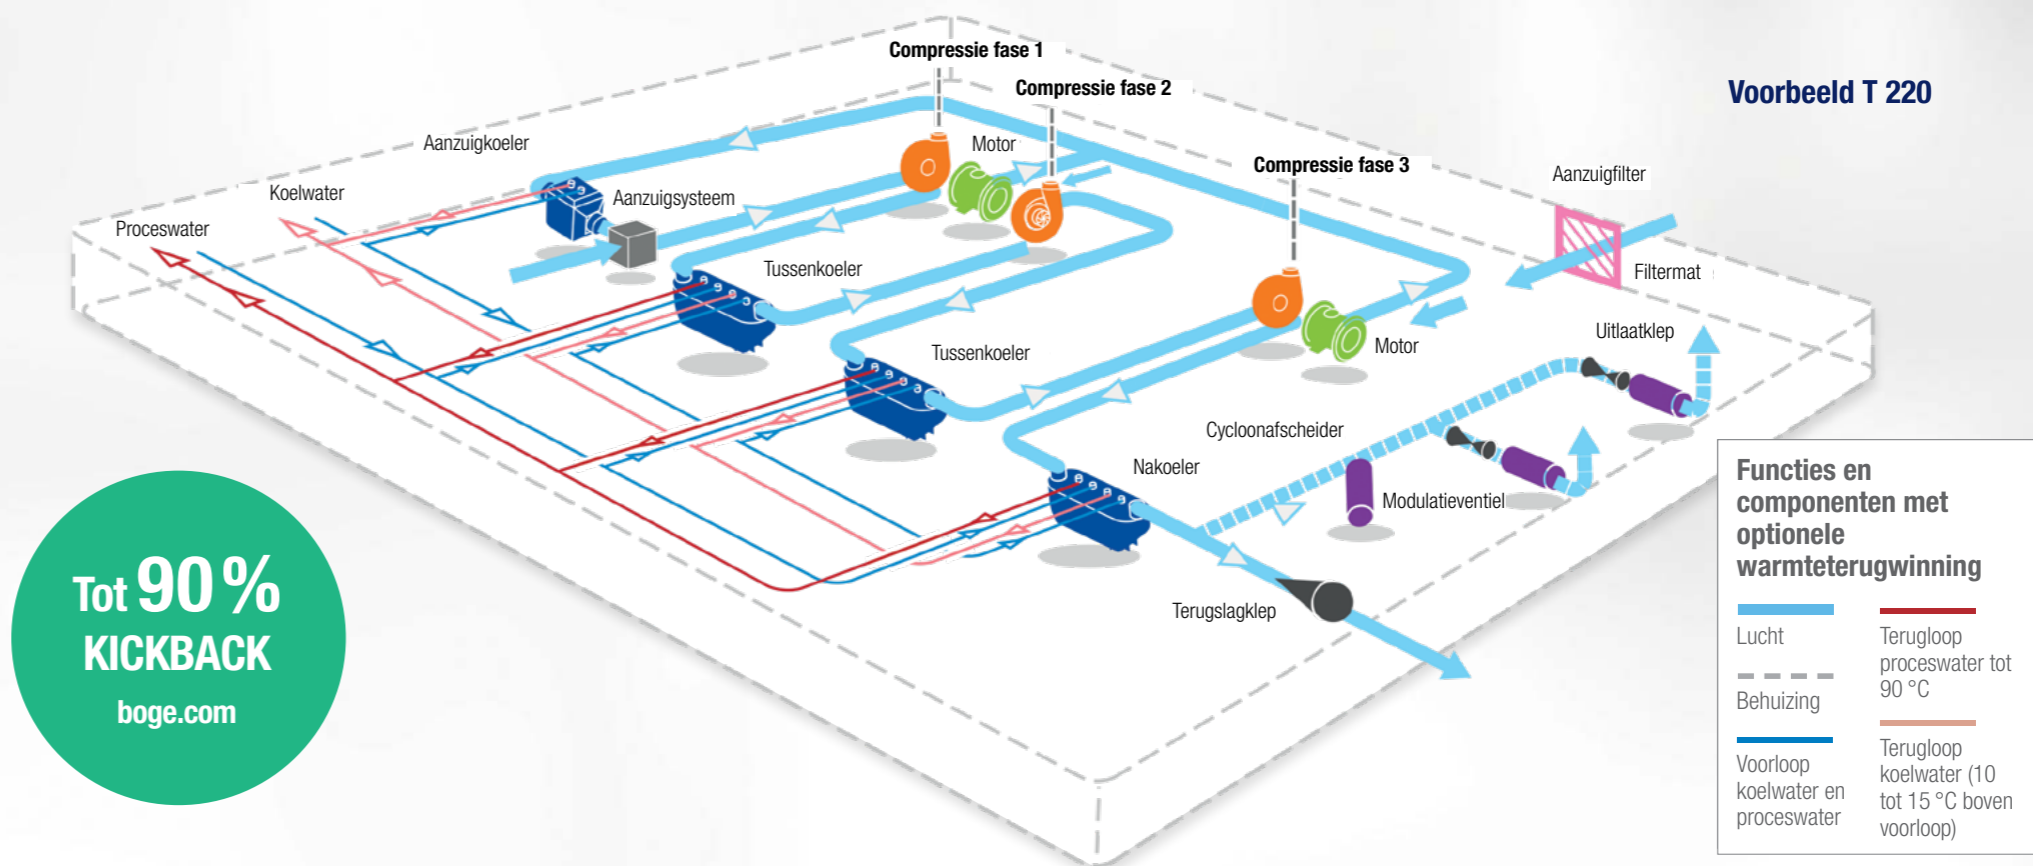 Compressie fase 1
Compressie fase 2
Voorbeeld T 220
Aanzuigkoeler
Motor
Compressie fase 3
Aanzuigfilter
Koelwater
Aanzuigsysteem
Proceswater
Tussenkoeler
Filtermat
Tussenkoeler
Motor
Uitlaatklep
Cycloonafscheider
Nakoeler
Modulatieventiel
Terugslagklep
Tot 90%
KICKBACK
boge.com
Functies en
componenten met
optionele
warmteterugwinning
Lucht
Behuizing
Voorloop
koelwater en
proceswater
Terugloop
proceswater tot
90 °C
Terugloop
koelwater (10
tot 15 °C boven
voorloop)